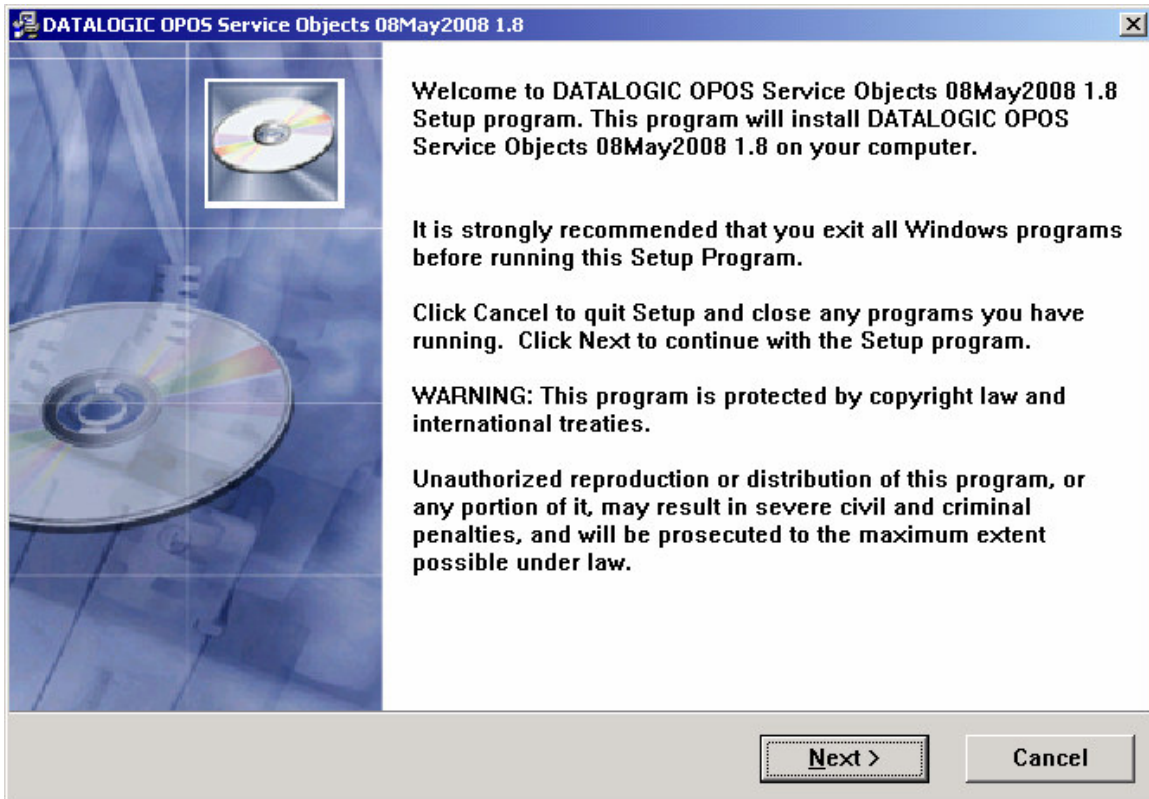 DATALOGIC OPOS Service Objects 08May2008 1.8
Welcome to DATALOGIC OPOS Service Objects 08May2008 1.8
Setup program. This program will install DATALOGIC OPOS
Service Objects 08May2008 1.8 on your computer.
It is strongly recommended that you exit all Windows programs
before running this Setup Program.
Click Cancel to quit Setup and close any programs you have
running.  Click Next to continue with the Setup program.
WARNING: This program is protected by copyright law and
international treaties.
Unauthorized reproduction or distribution of this program, or
any portion of it, may result in severe civil and criminal
penalties, and will be prosecuted to the maximum extent
possible under law.
Next >
Cancel